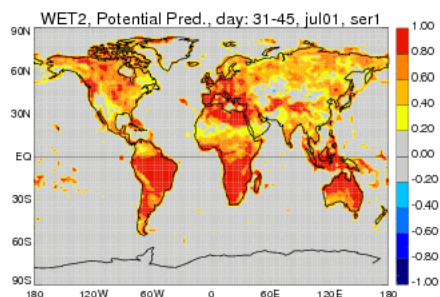 WET2, Potential Pred., day: 31-45, jul01, ser1
90N
60N
30N
EQ
30S
60S
90S
180
120W
60W
0
60E
120E
180
1.00
0.80
0.60
0.40
0.20
0.00
-0.20
-0.40
-0.60
-0.80
-1.00